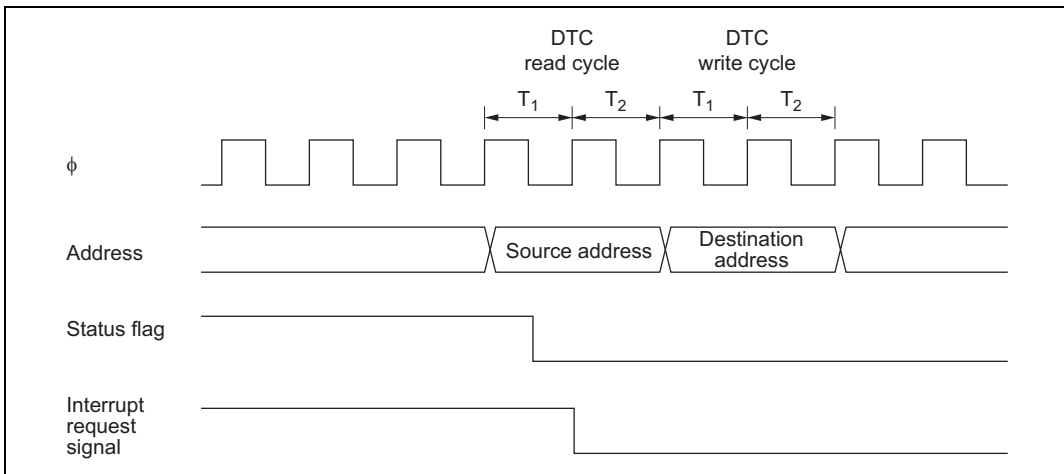 DTC
read cycle
DTC
write cycle
T1
T2
T1
T2
ϕ
Address
Source address
Destination
address
Status flag
Interrupt
request
signal